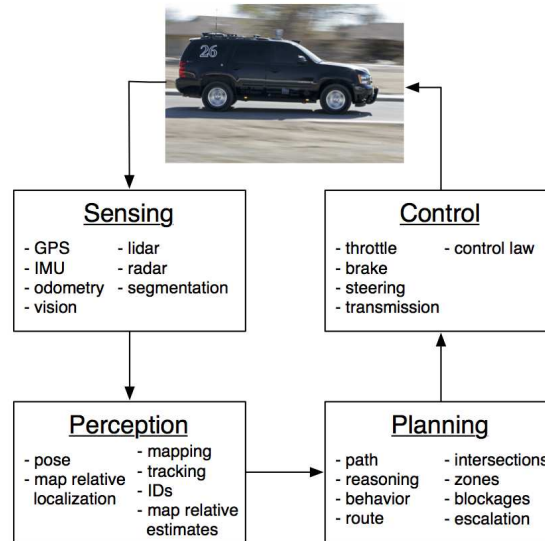 26
Sensing
- GPS
- IMU
- odometry
- vision
- lidar
- radar
- segmentation
Control
- throttle
- brake
- steering
- transmission
- control law
Perception
- pose
- map relative
localization
- mapping
- tracking
- IDs
- map relative
estimates
Planning
- path
- reasoning
- behavior
- route
- intersections
- zones
- blockages
- escalation